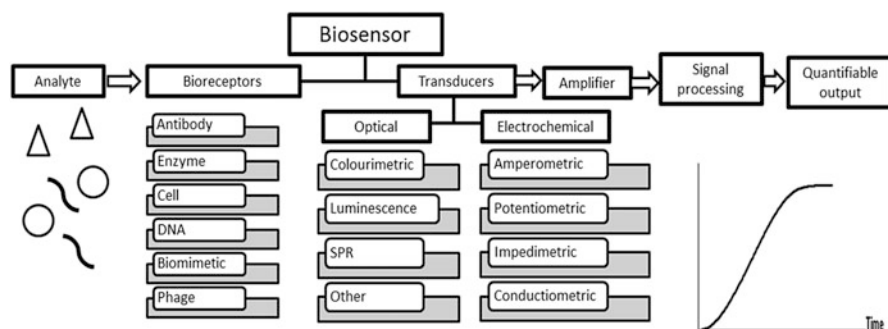 Biosensor
Analyte
Bioreceptors
Transducers
Amplifier
Signal
processing
Quantifiable
output
Antibody
Enzyme
Cell
DNA
Biomimetic
Phage
Optical
Colourimetric
Luminescence
SPR
Other
Electrochemical
Amperometric
Potentiometric
Impedimetric
Conductiometric
Time